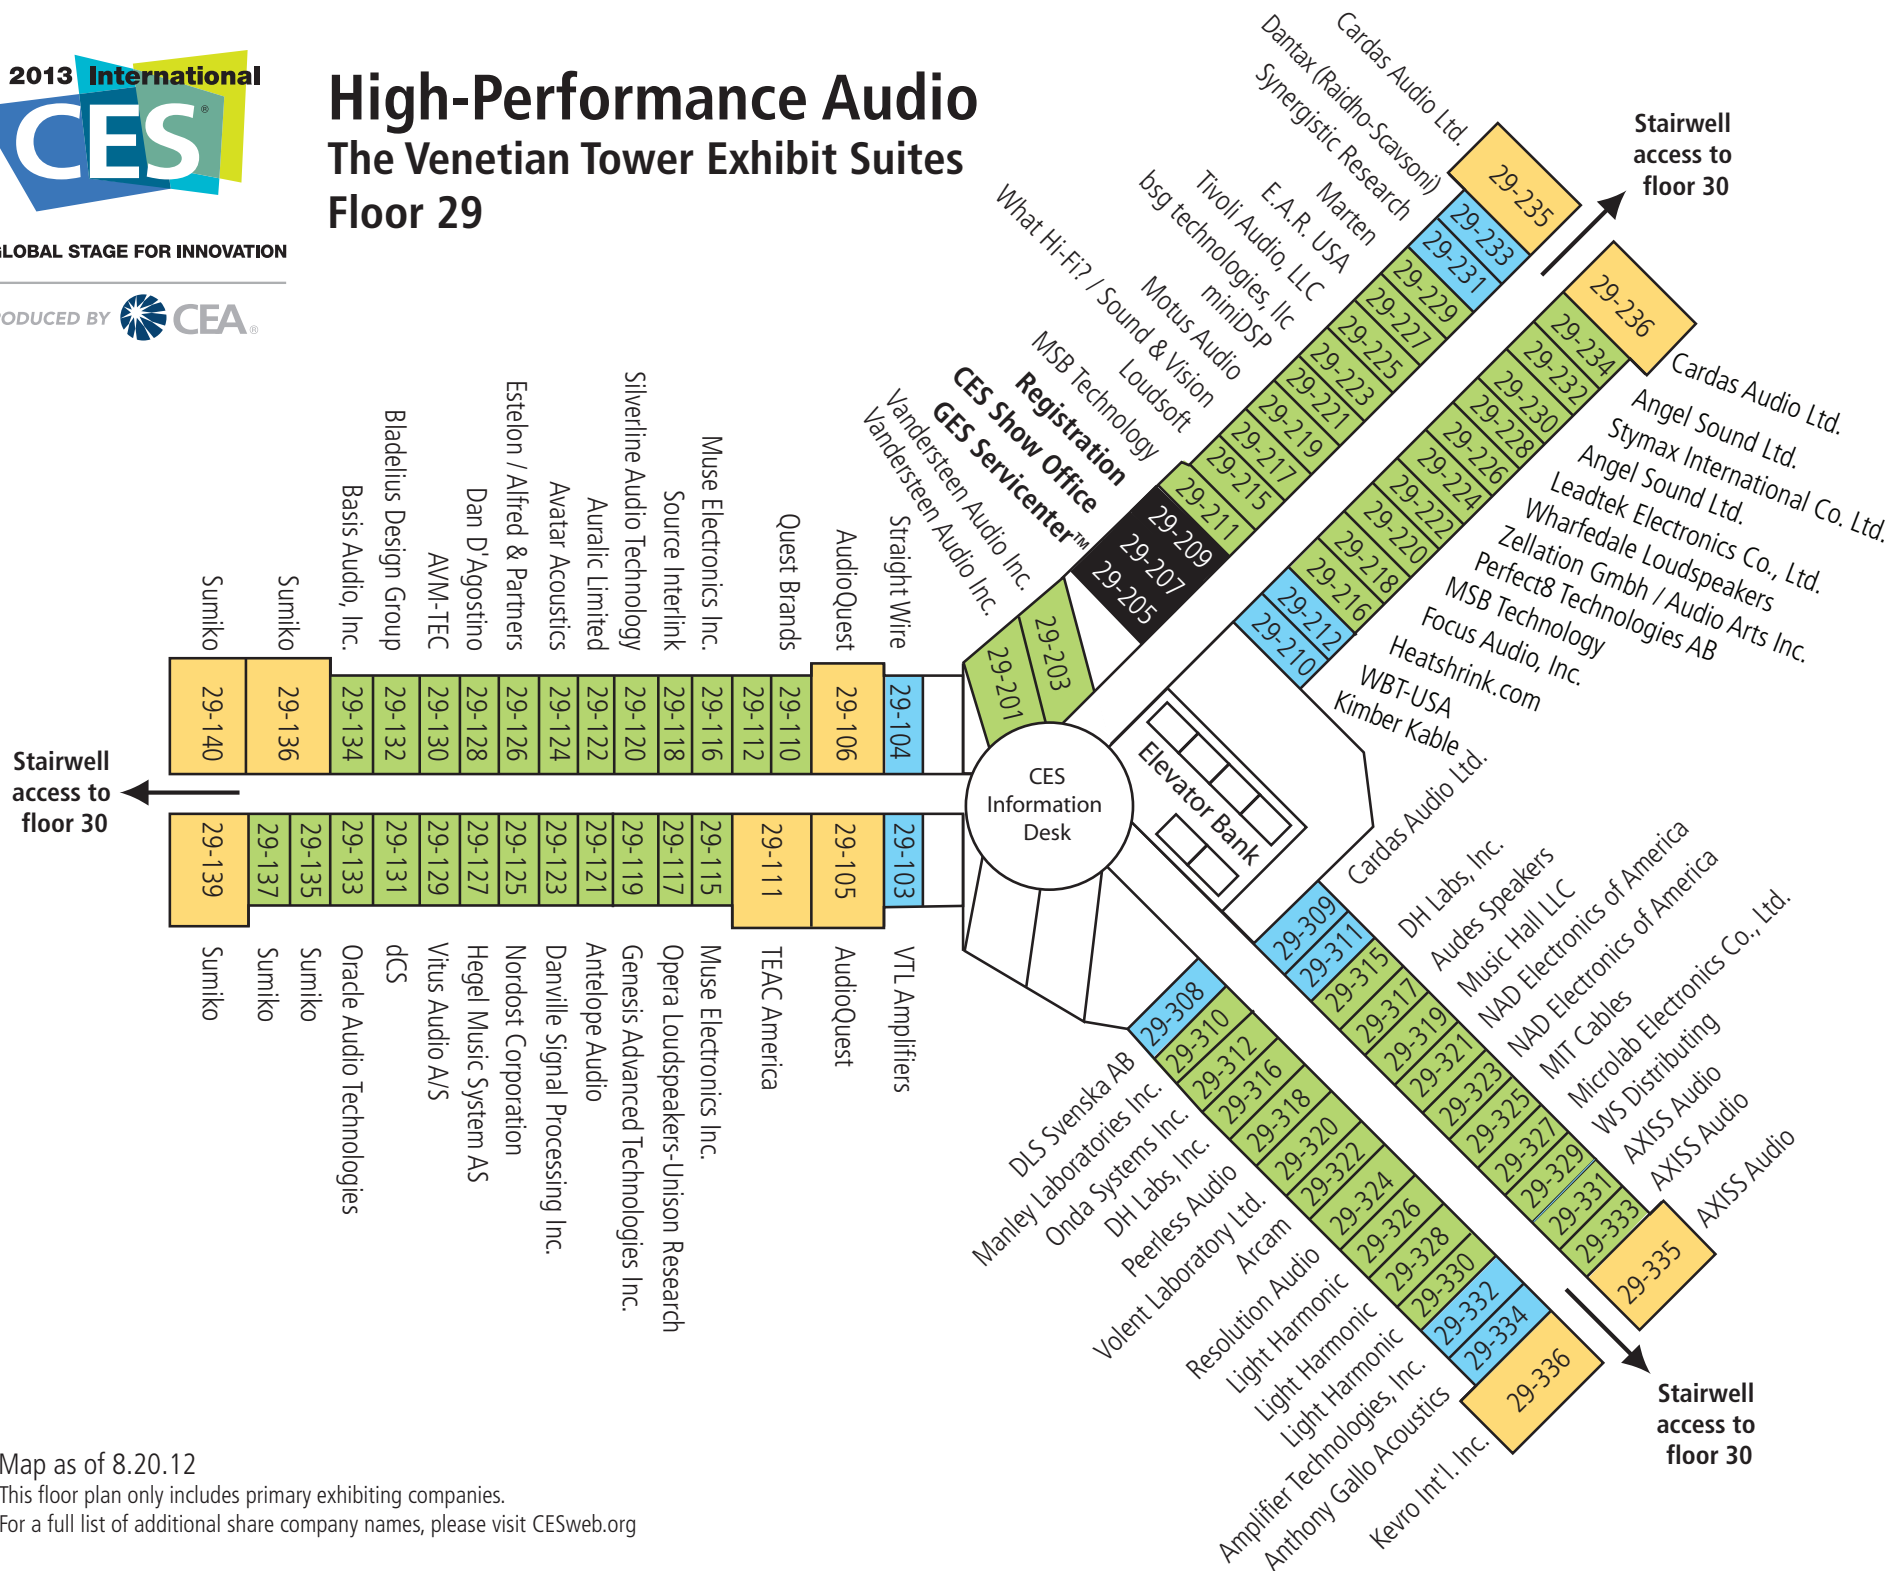 2013 International
CES®
GLOBAL STAGE FOR INNOVATION
PRODUCED BY CEA®
High-Performance Audio
The Venetian Tower Exhibit Suites
Floor 29
Stairwell
access to
floor 30
Cardas Audio Ltd.
Dantax (Raidho-Scavsoni)
Synergistic Research
Marten
E.A.R. USA
Tivoli Audio, LLC
bsg technologies, llc
miniDSP
Motus Audio
What Hi-Fi? / Sound & Vision
Loudsoft
MSB Technology
Registration
CES Show Office
GES Servicenter™
Vandersteen Audio Inc.
Vandersteen Audio Inc.
29-235
29-233
29-231
29-229
29-227
29-225
29-223
29-221
29-219
29-217
29-215
29-211
29-209
29-207
29-205
29-203
29-201
29-236
29-234
29-232
29-230
29-228
29-226
29-224
29-222
29-220
29-218
29-216
29-212
29-210
Cardas Audio Ltd.
Angel Sound Ltd.
Stymax International Co. Ltd.
Angel Sound Ltd.
Leadtek Electronics Co., Ltd.
Wharfedale Loudspeakers
Zellation Gmbh / Audio Arts Inc.
Perfect8 Technologies AB
MSB Technology
Focus Audio, Inc.
Heatshrink.com
WBT-USA
Kimber Kable
Sumiko
Sumiko
Basis Audio, Inc.
Bladelius Design Group
AVM-TEC
Dan D'Agostino
Estelon / Alfred & Partners
Avatar Acoustics
Auralic Limited
Silverline Audio Technology
Source Interlink
Muse Electronics Inc.
Quest Brands
AudioQuest
Straight Wire
29-140
29-136
29-134
29-132
29-130
29-128
29-126
29-124
29-122
29-120
29-118
29-116
29-112
29-110
29-106
29-104
Stairwell
access to
floor 30
CES
Information
Desk
Elevator Bank
29-139
29-137
29-135
29-133
29-131
29-129
29-127
29-125
29-123
29-121
29-119
29-117
29-115
29-111
29-105
29-103
Sumiko
Sumiko
Sumiko
Oracle Audio Technologies
dCS
Vitus Audio A/S
Hegel Music System AS
Nordost Corporation
Danville Signal Processing Inc.
Antelope Audio
Genesis Advanced Technologies Inc.
Opera Loudspeakers-Unison Research
Muse Electronics Inc.
TEAC America
AudioQuest
VTL Amplifiers
Cardas Audio Ltd.
DH Labs, Inc.
Audes Speakers
Music Hall LLC
NAD Electronics of America
NAD Electronics of America
MIT Cables
Microlab Electronics Co., Ltd.
WS Distributing
AXISS Audio
AXISS Audio
AXISS Audio
29-309
29-311
29-315
29-317
29-319
29-321
29-323
29-325
29-327
29-329
29-331
29-333
29-335
29-308
29-310
29-312
29-316
29-318
29-320
29-322
29-324
29-326
29-328
29-330
29-332
29-334
29-336
DLS Svenska AB
Manley Laboratories Inc.
Onda Systems Inc.
DH Labs, Inc.
Peerless Audio
Volent Laboratory Ltd.
Arcam
Resolution Audio
Light Harmonic
Light Harmonic
Light Harmonic
Amplifier Technologies, Inc.
Anthony Gallo Acoustics
Kevro Int'l. Inc.
Stairwell
access to
floor 30
Map as of 8.20.12
This floor plan only includes primary exhibiting companies.
For a full list of additional share company names, please visit CESweb.org